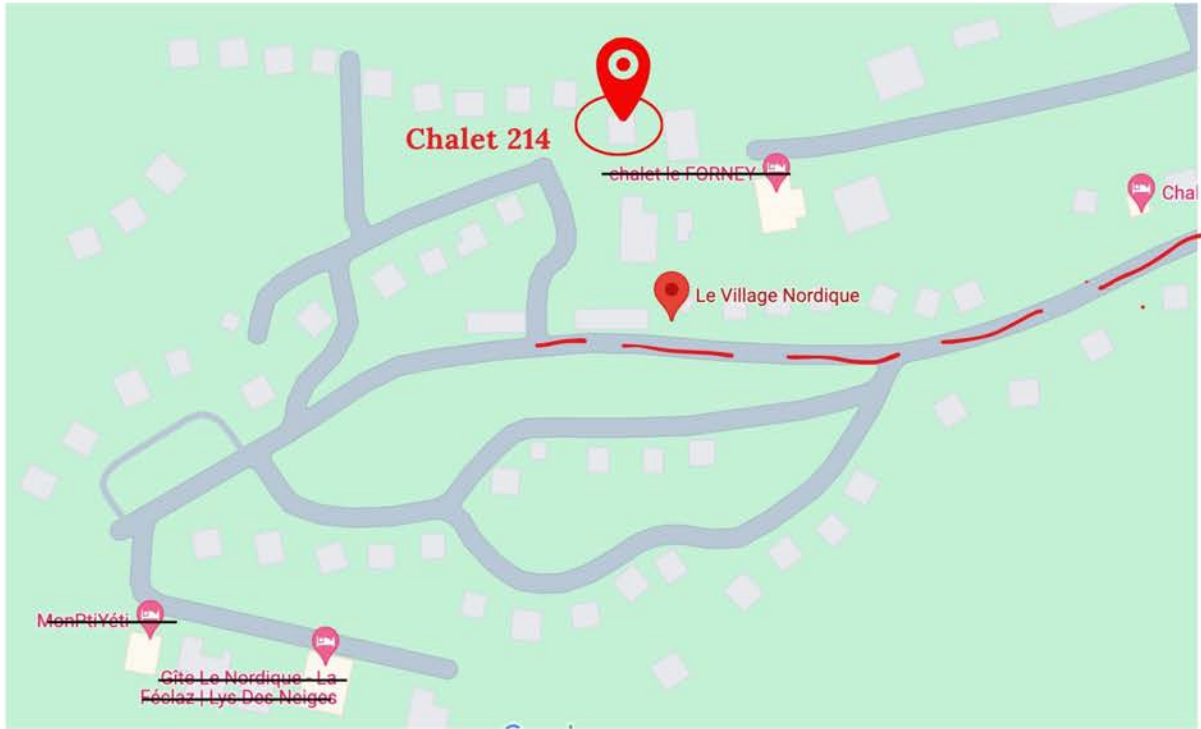 Chalet 214
chalet le FORNEY
Chal
Le Village Nordique
MonPtiYéti
Gîte Le Nordique - La
Féclaz | Lys Des Neiges